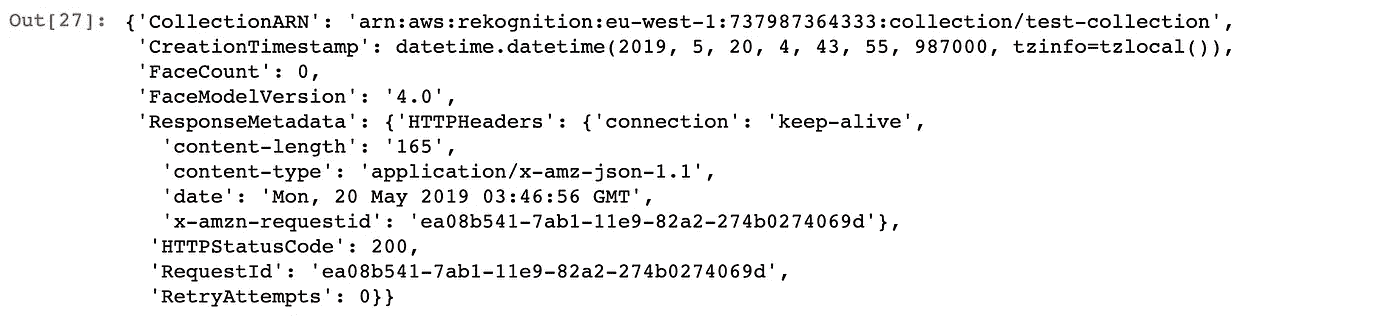 Out[27]: {'CollectionARN': 'arn:aws:rekognition:eu-west-1:737987364333:collection/test-collection',
'CreationTimestamp': datetime.datetime(2019, 5, 20, 4, 43, 55, 987000, tzinfo=tzlocal()),
'FaceCount': 0,
'FaceModelVersion': '4.0',
'ResponseMetadata': {'HTTPHeaders': {'connection': 'keep-alive',
'content-length': '165',
'content-type': 'application/x-amz-json-1.1',
'date': 'Mon, 20 May 2019 03:46:56 GMT',
'x-amzn-requestid': 'ea08b541-7ab1-11e9-82a2-274b0274069d'},
'HTTPStatusCode': 200,
'RequestId': 'ea08b541-7ab1-11e9-82a2-274b0274069d',
'RetryAttempts': 0}}